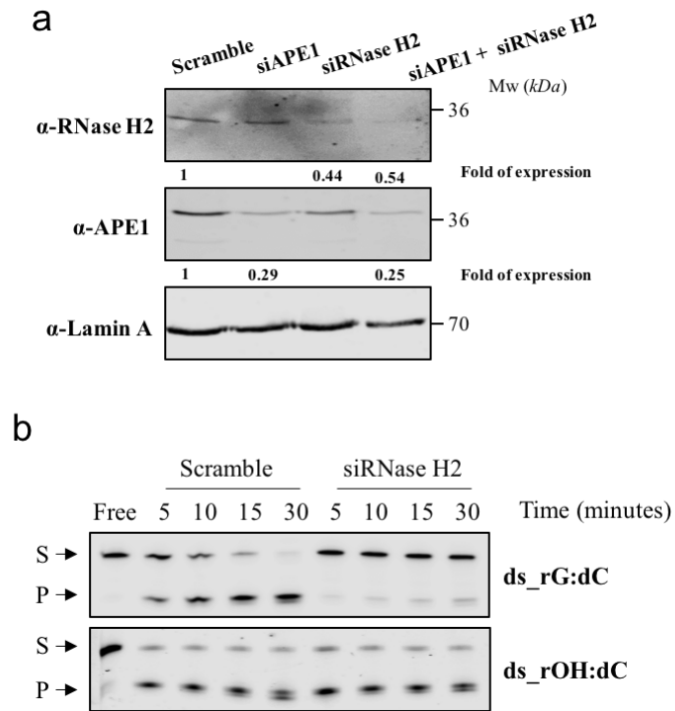 a
Scramble siAPE1 siRNase H2 siAPE1 + siRNase H2
Mw (kDa)
α-RNase H2 36
1 0.44 0.54 Fold of expression
α-APE1 36
1 0.29 0.25 Fold of expression
α-Lamin A 70
b
Scramble siRNase H2
Free 5 10 15 30 5 10 15 30 Time (minutes)
S
ds_rG:dC
P
S
ds_rOH:dC
P